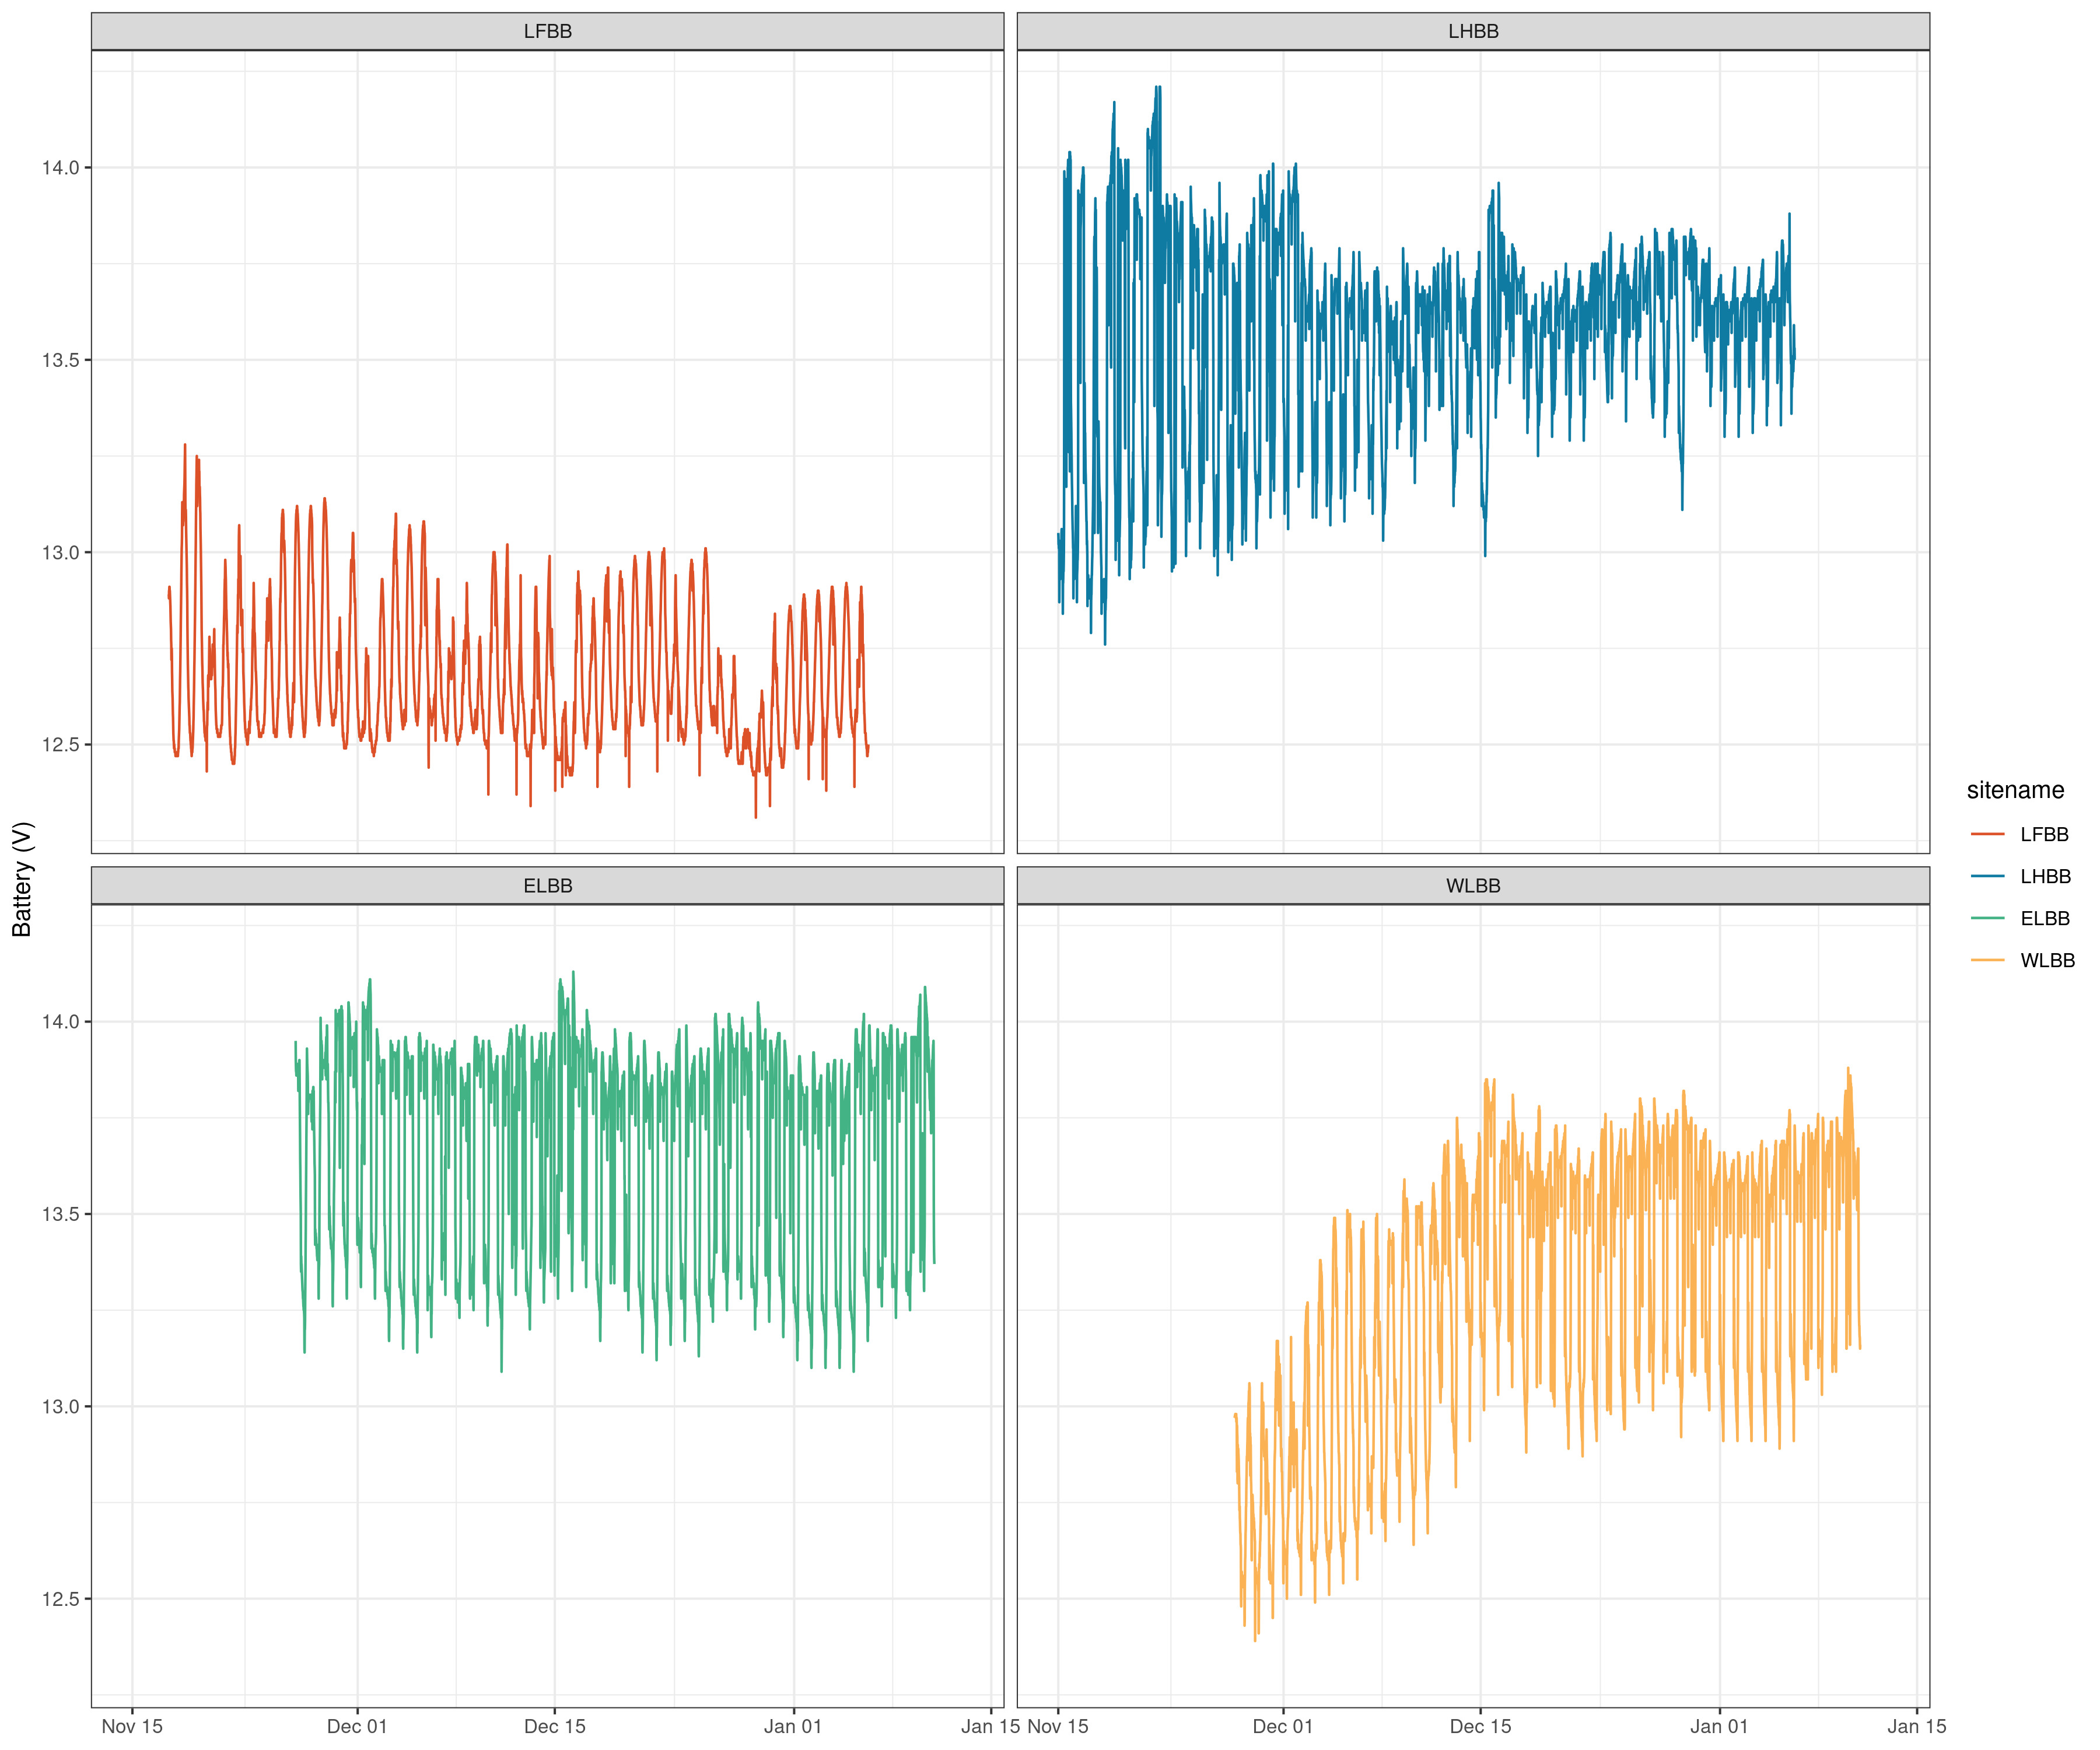 LFBB
LHBB
14.0
13.5
13.0
12.5
ELBB
WLBB
14.0
13.5
13.0
12.5
Battery (V)
Nov 15
Dec 01
Dec 15
Jan 01
Jan 15
Nov 15
Dec 01
Dec 15
Jan 01
Jan 15
sitename
LFBB
LHBB
ELBB
WLBB